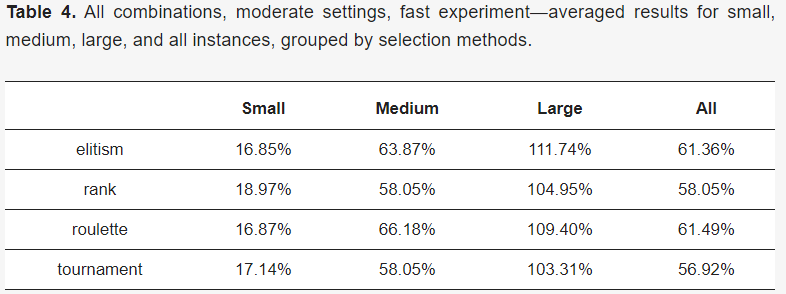 Table 4. All combinations, moderate settings, fast experiment—averaged results for small,
medium, large, and all instances, grouped by selection methods.
Small Medium Large All
elitism 16.85% 63.87% 111.74% 61.36%
rank 18.97% 58.05% 104.95% 58.05%
roulette 16.87% 66.18% 109.40% 61.49%
tournament 17.14% 58.05% 103.31% 56.92%